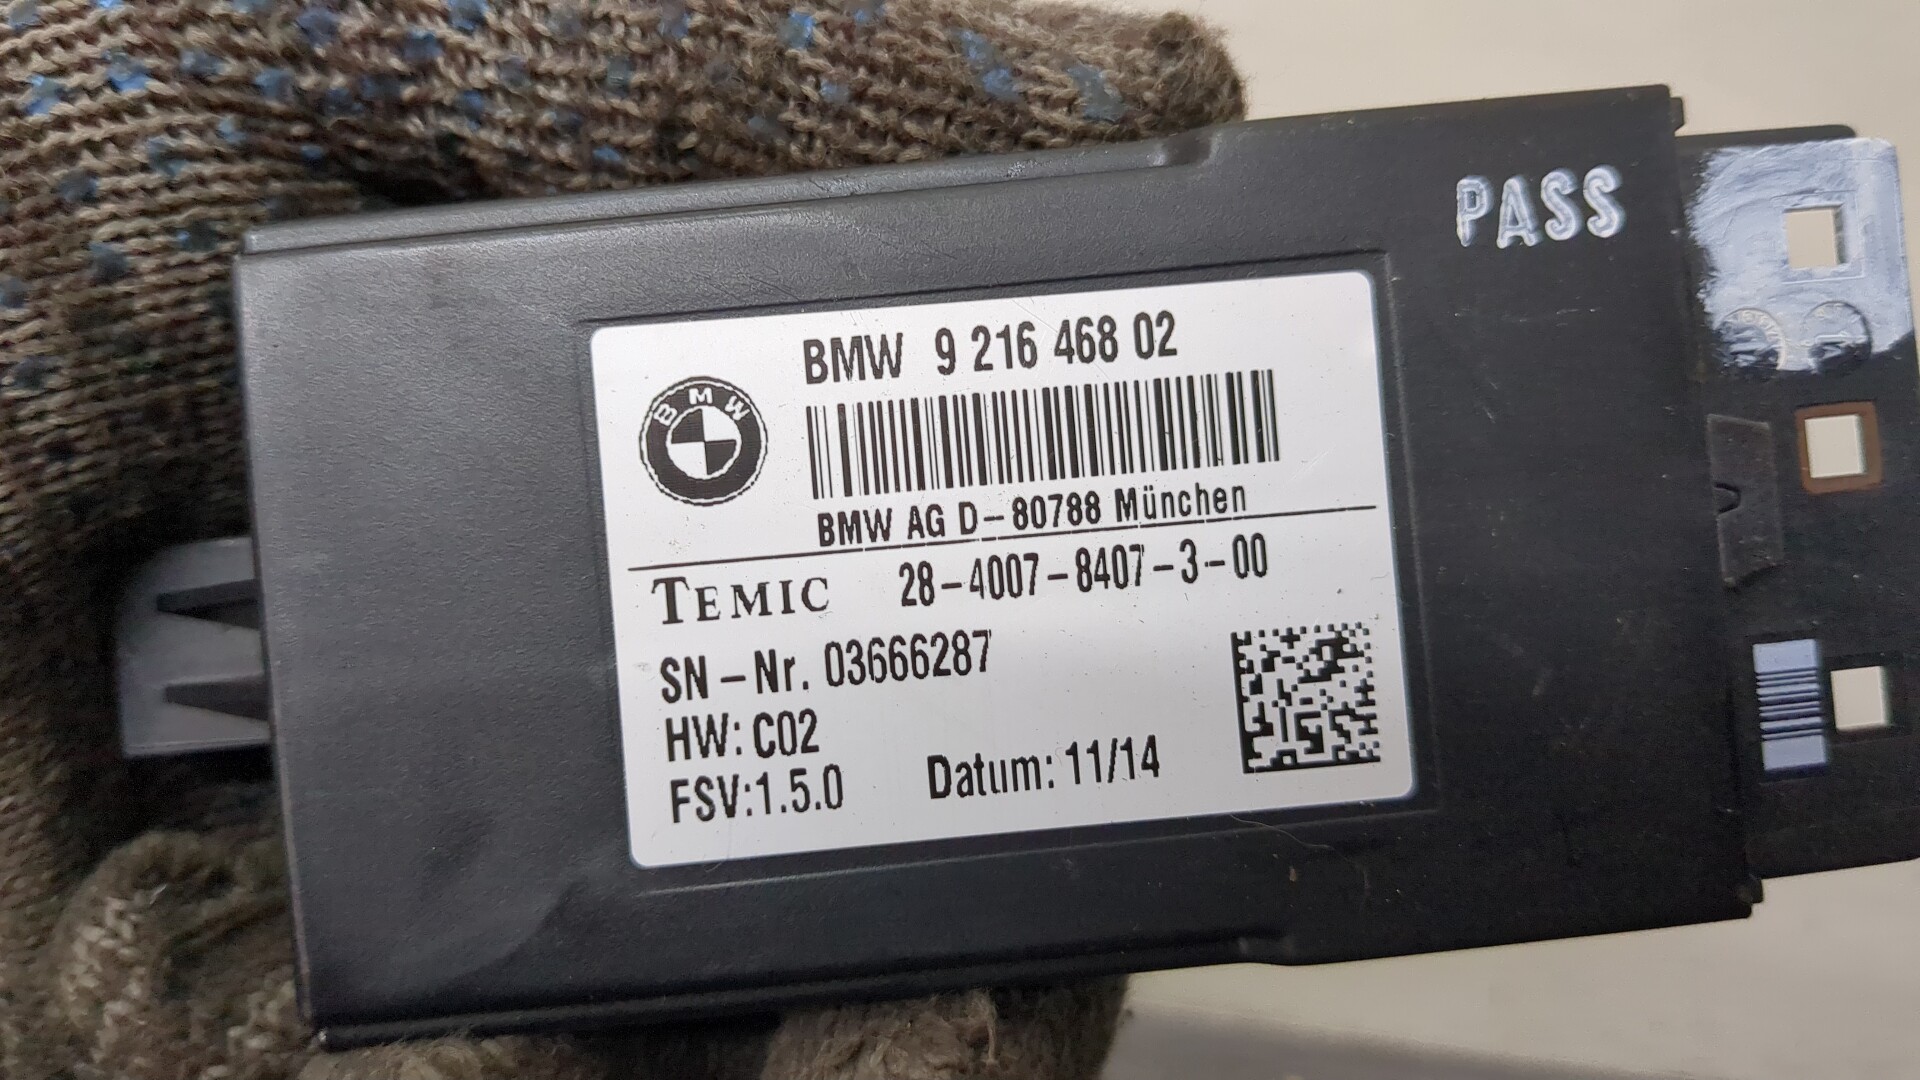 PASS
BMW 9 216 468 02
BMW
BMW AG D-80788 München
TEMIC 28-4007-8407-3-00
SN-Nr. 03666287
HW: C02
FSV:1.5.0 Datum: 11/14